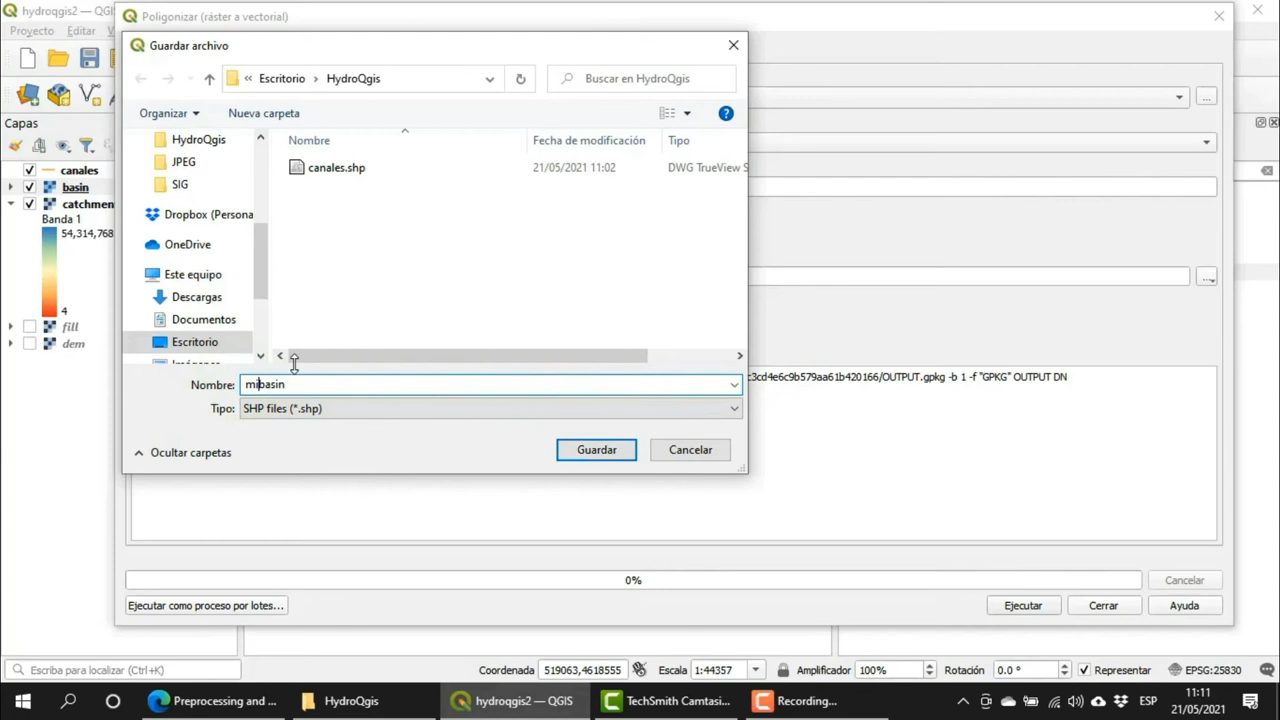 hydroqgis2 — QG
Poligonizar (ráster a vectorial)
Proyecto Editar
Guardar archivo
« Escritorio › HydroQgis
Buscar en HydroQgis
Organizar
Nueva carpeta
Capas
canales
basin
catchmen
Banda 1
54,314,768
4
fill
dem
HydroQgis
JPEG
SIG
Dropbox (Persona
OneDrive
Este equipo
Descargas
Documentos
Escritorio
Nombre
Fecha de modificación
Tipo
canales.shp
21/05/2021 11:02
DWG TrueView S
Nombre: mibasin
Tipo: SHP files (*.shp)
Ocultar carpetas
Guardar
Cancelar
c3cd4e6c9b579aa61b420166/OUTPUT.gpkg -b 1 -f "GPKG" OUTPUT DN
0%
Cancelar
Ejecutar como proceso por lotes...
Ejecutar
Cerrar
Ayuda
Escriba para localizar (Ctrl+K)
Coordenada 519063,4618555
Escala 1:44357
Amplificador 100%
Rotación 0.0 °
Representar
EPSG:25830
Preprocessing and ...
HydroQgis
hydroqgis2 — QGIS
TechSmith Camtasi...
Recording...
ESP
11:11
21/05/2021